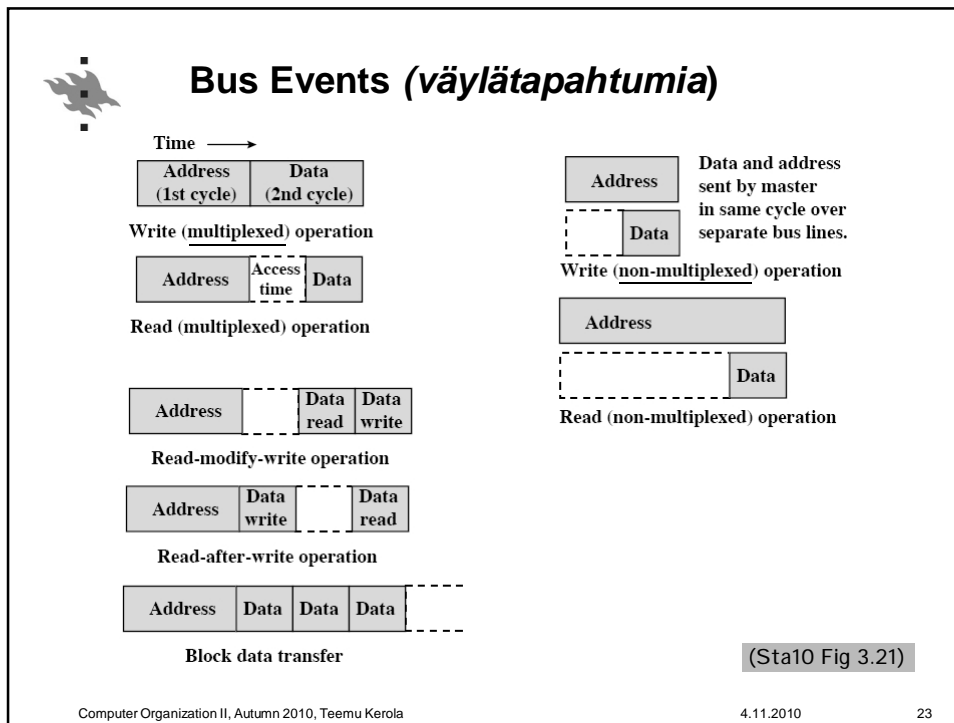 Bus Events (väylätapahtumia)
Time
Address
(1st cycle)
Data
(2nd cycle)
Write (multiplexed) operation
Address
Access
time
Data
Read (multiplexed) operation
Address
Data
read
Data
write
Read-modify-write operation
Address
Data
write
Data
read
Read-after-write operation
Address
Data
Data
Data
Block data transfer
Address
Data
Data and address
sent by master
in same cycle over
separate bus lines.
Write (non-multiplexed) operation
Address
Data
Read (non-multiplexed) operation
(Sta10 Fig 3.21)
Computer Organization II, Autumn 2010, Teemu Kerola
4.11.2010
23